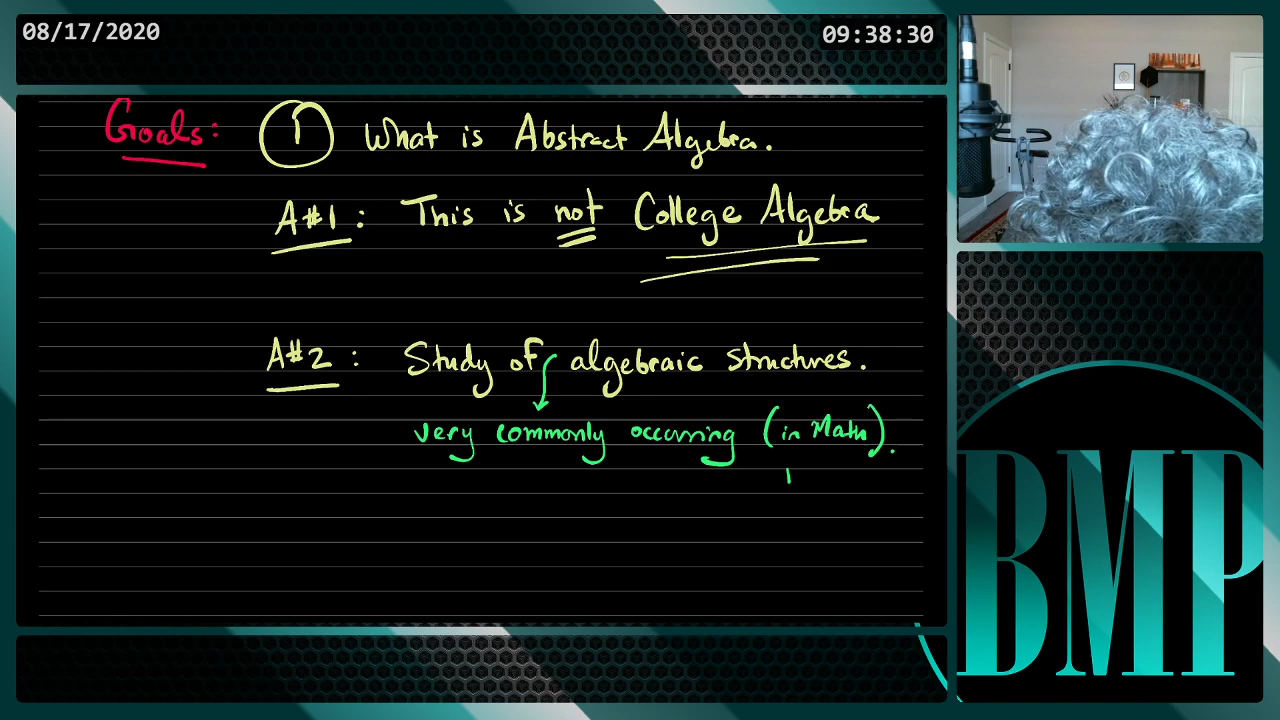 08/17/2020
09:38:30
Goals: ① What is Abstract Algebra.
A#1: This is not College Algebra
A#2: Study of algebraic structures.
very commonly occurring (in Math).
BMP